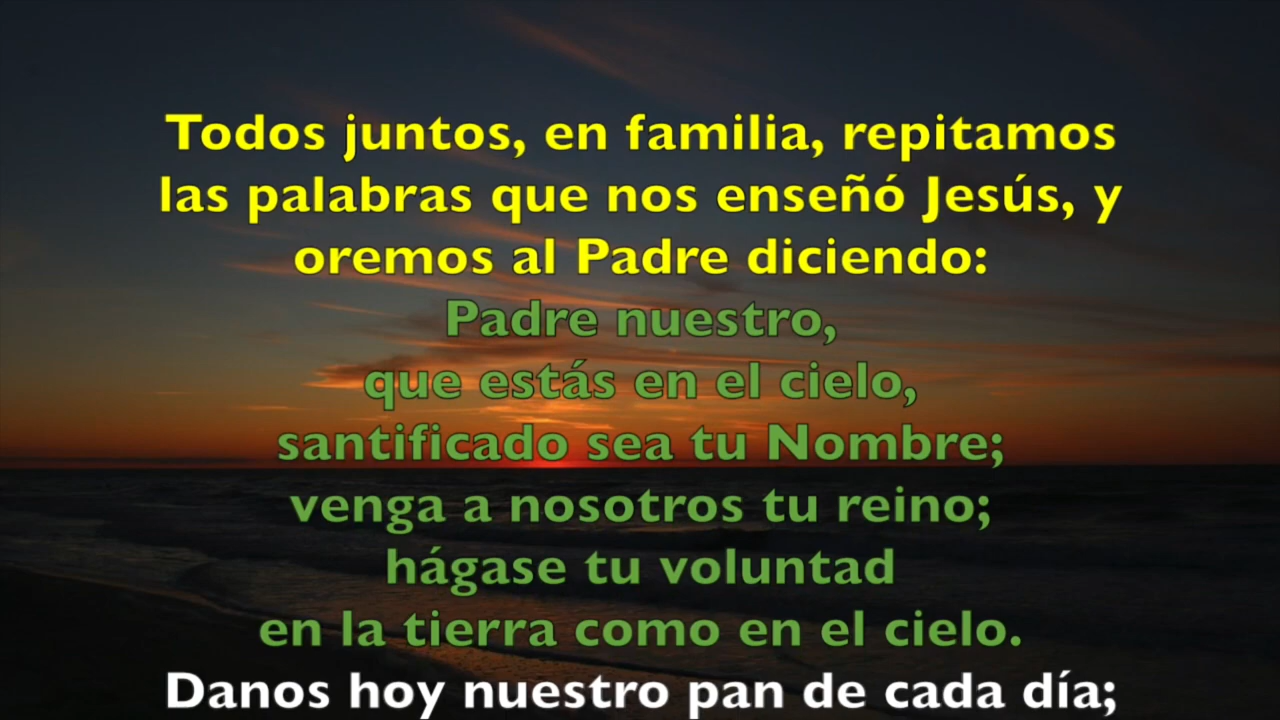 Todos juntos, en familia, repitamos
las palabras que nos enseñó Jesús, y
oremos al Padre diciendo:
Padre nuestro,
que estás en el cielo,
santificado sea tu Nombre;
venga a nosotros tu reino;
hágase tu voluntad
en la tierra como en el cielo.
Danos hoy nuestro pan de cada día;